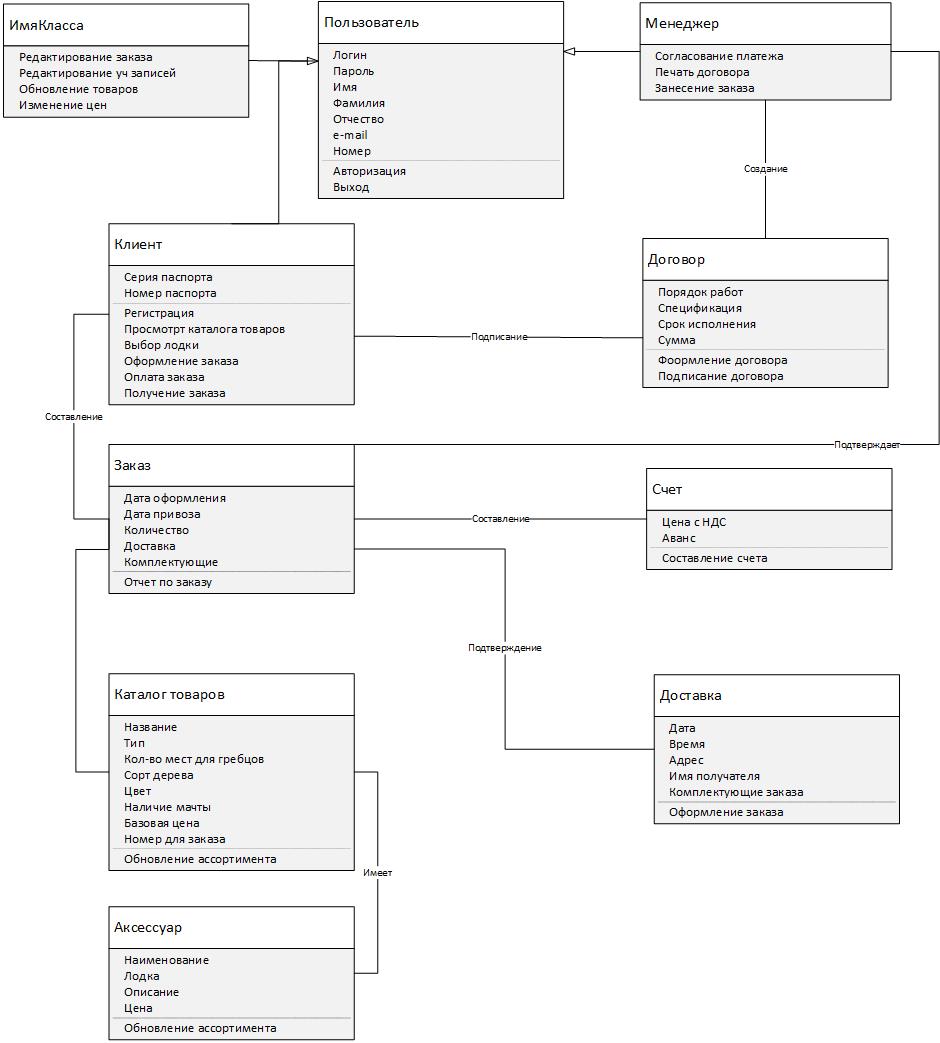 ИмяКласса
Редактирование заказа
Редактирование уч записей
Обновление товаров
Изменение цен
Пользователь
Логин
Пароль
Имя
Фамилия
Отчество
e-mail
Номер
Авторизация
Выход
Менеджер
Согласование платежа
Печать договора
Занесение заказа
Создание
Клиент
Серия паспорта
Номер паспорта
Регистрация
Просмотрт каталога товаров
Выбор лодки
Оформление заказа
Оплата заказа
Получение заказа
Подписание
Договор
Порядок работ
Спецификация
Срок исполнения
Сумма
Фоормление договора
Подписание договора
Составление
Подтверждает
Заказ
Дата оформления
Дата привоза
Количество
Доставка
Комплектующие
Отчет по заказу
Составление
Счет
Цена с НДС
Аванс
Составление счета
Подтверждение
Каталог товаров
Название
Тип
Кол-во мест для гребцов
Сорт дерева
Цвет
Наличие мачты
Базовая цена
Номер для заказа
Обновление ассортимента
Доставка
Дата
Время
Адрес
Имя получателя
Комплектующие заказа
Оформление заказа
Имеет
Аксессуар
Наименование
Лодка
Описание
Цена
Обновление ассортимента